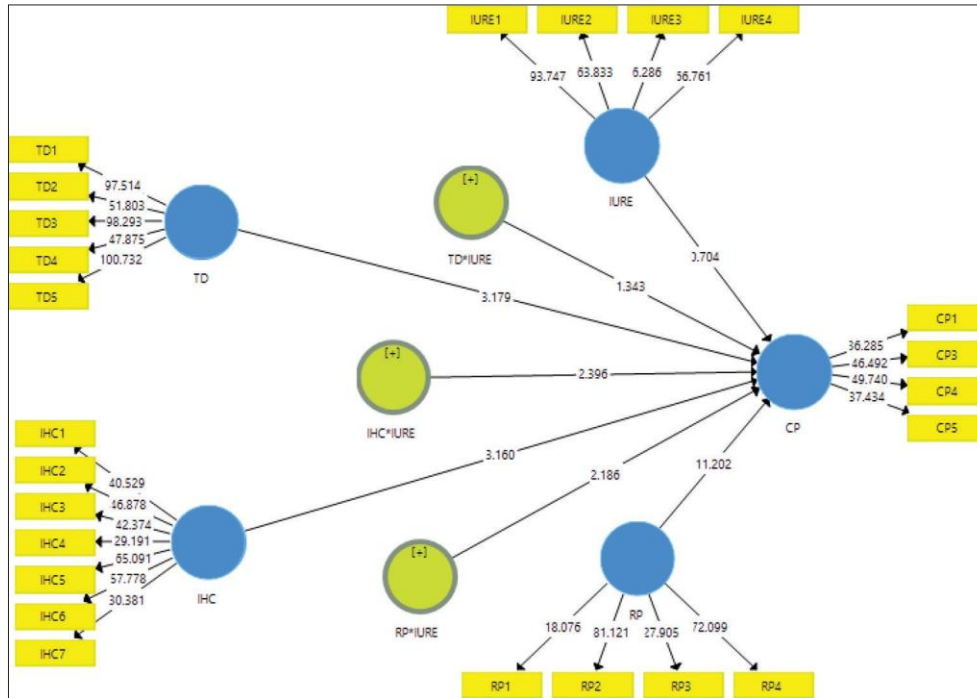 IURE1
IURE2
IURE3
IURE4
93.747
63.833
6.286
56.761
IURE
TD1
TD2
TD3
TD4
TD5
97.514
51.803
98.293
47.875
100.732
TD
[+]
TD*IURE
1.343
3.179
[+]
IHC*IURE
2.396
CP
36.285
46.492
49.740
37.434
CP1
CP3
CP4
CP5
IHC1
IHC2
IHC3
IHC4
IHC5
IHC6
IHC7
40.529
46.878
42.374
29.191
65.091
57.778
30.381
IHC
3.160
2.186
11.202
[+]
RP*IURE
RP
18.076
81.121
27.905
72.099
RP1
RP2
RP3
RP4